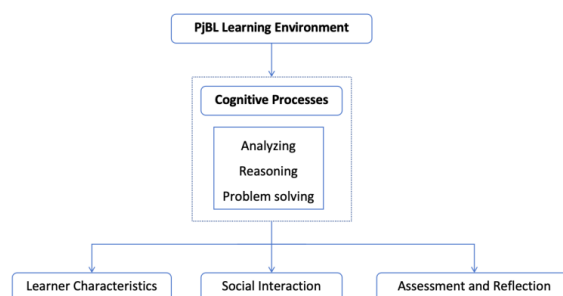 PjBL Learning Environment
Cognitive Processes
Analyzing
Reasoning
Problem solving
Learner Characteristics
Social Interaction
Assessment and Reflection